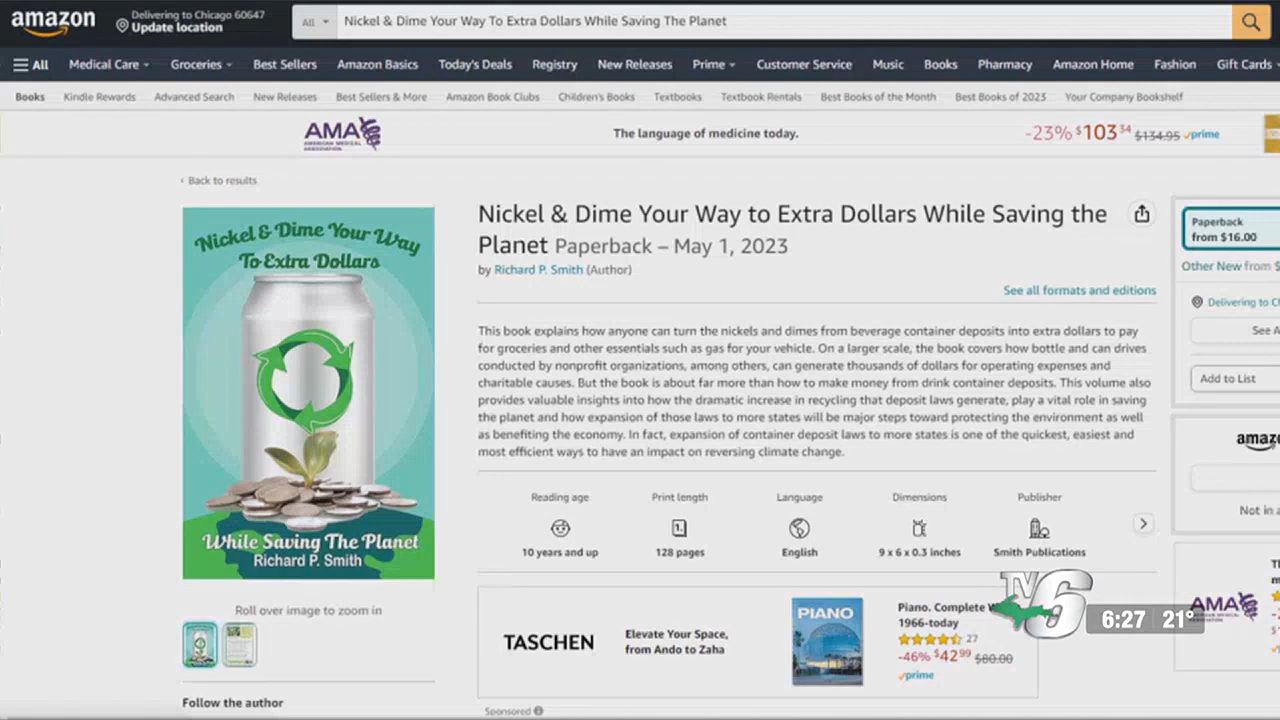 amazon
Delivering to Chicago 60647
Update location
All
Nickel & Dime Your Way To Extra Dollars While Saving The Planet
All Medical Care Groceries Best Sellers Amazon Basics Today's Deals Registry New Releases Prime Customer Service Music Books Pharmacy Amazon Home Fashion Gift Cards
Books Kindle Rewards Advanced Search New Releases Best Sellers & More Amazon Book Clubs Children's Books Textbooks Textbook Rentals Best Books of the Month Best Books of 2023 Your Company Bookshelf
AMA
AMERICAN MEDICAL
ASSOCIATION
The language of medicine today.
-23% $103 34 $134.95 prime
‹ Back to results
Nickel & Dime Your Way
To Extra Dollars
While Saving The Planet
Richard P. Smith
Roll over image to zoom in
Follow the author
Nickel & Dime Your Way to Extra Dollars While Saving the
Planet Paperback – May 1, 2023
by Richard P. Smith (Author)
See all formats and editions
This book explains how anyone can turn the nickels and dimes from beverage container deposits into extra dollars to pay
for groceries and other essentials such as gas for your vehicle. On a larger scale, the book covers how bottle and can drives
conducted by nonprofit organizations, among others, can generate thousands of dollars for operating expenses and
charitable causes. But the book is about far more than how to make money from drink container deposits. This volume also
provides valuable insights into how the dramatic increase in recycling that deposit laws generate, play a vital role in saving
the planet and how expansion of those laws to more states will be major steps toward protecting the environment as well
as benefiting the economy. In fact, expansion of container deposit laws to more states is one of the quickest, easiest and
most efficient ways to have an impact on reversing climate change.
Reading age Print length Language Dimensions Publisher
1.
10 years and up 128 pages English 9 x 6 x 0.3 inches Smith Publications
TASCHEN
Elevate Your Space,
from Ando to Zaha
PIANO
Piano. Complete W
1966-today
27
-46% $42 99 $80.00
prime
Sponsored
Paperback
from $16.00
Other New from $
Delivering to Ch
See A
Add to List
amaz
Not in a
AMA
TV6
6:27 21°